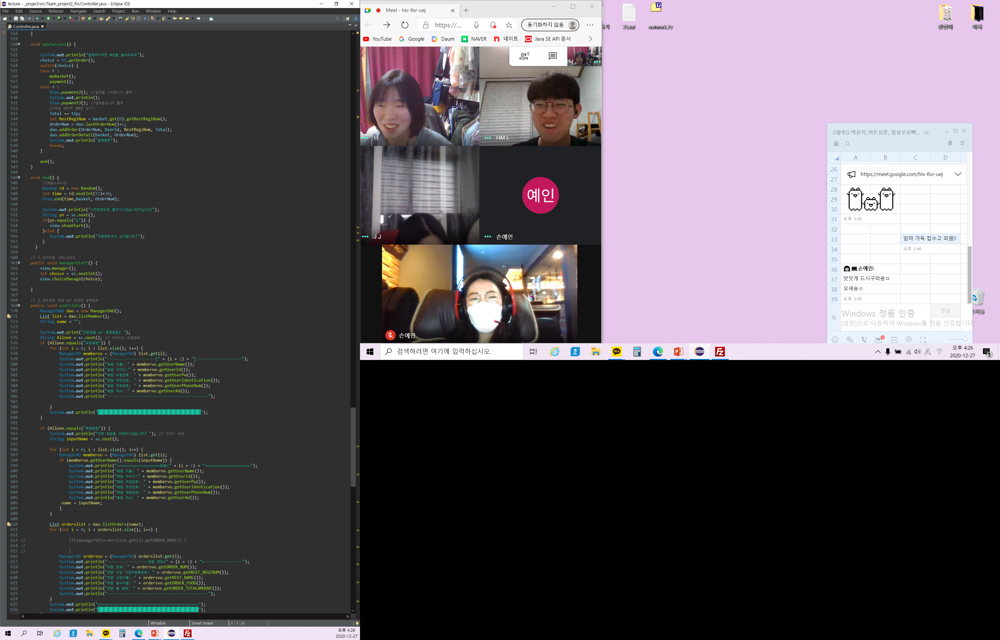 lecture - _project/src/Team_project2_fin/Controller.java - Eclipse IDE
File Edit Source Refactor Navigate Search Project Run Window Help
Controller.java
518 }
519
520 void paySuccess() {
521
522 System.out.println("결제하시려면 4번을 눌러주세요");
523 choice = VO.getOrder();
524 switch(choice) {
525 case 0 :
526 myBasket();
527 payment();
528 case 4 :
529 View.payment2(); //결제를 시작합니다 출력
530 System.out.println();
531 View.payment3(); //결제중입니다 출력
532 //주문 데이터 DB로 넘기기
533 Total += tip;
534 int RestRegiNum = basket.get(0).getRestRegiNum();
535 OrderNum = dao.lastOrderNum()+1;
536 dao.addOrder(OrderNum, UserId, RestRegiNum, Total);
537 dao.addOrderDetail(basket, OrderNum);
538 System.out.println("결제완료");
539 break;
540 }
541
542 end();
543 }
544
545 void end() {
546 //배달소요시간
547 Random rd = new Random();
548 int time = rd.nextInt(31)+30;
549 View.end(time,basket, OrderNum);
550
551 System.out.println("시작화면으로 돌아가시겠습니까?(y/n)");
552 String yn = sc.next();
553 if(yn.equals("y")) {
554 view.showStart();
555 }else {
556 System.out.println("이용해주셔서 감사합니다!");
557 }
558 }
559
560 // 5.관리자창 시작(상우)
561 public void managerStart() {
562 view.manager();
563 int choice = sc.nextInt();
564 view.choiceManage(choice);
565
566 }
567
568 // 1.모든회원 조회 or 한명의 결제정보
569 public void usersInfo() {
570 ManagerDAO dao = new ManagerDAO();
571 List list = dao.listMember();
572 String name = "";
573
574 System.out.print("모든회원 or 특정회원> ");
575 String Allone = sc.next(); // 아이디나 비밀번호
576 if (Allone.equals("모든회원")) {
577 for (int i = 0; i < list.size(); i++) {
578 ManagerVO membervo = (ManagerVO) list.get(i);
579 System.out.println("--------------------[" + (i + 1) + "]-------------------");
580 System.out.println("회원 이름: " + membervo.getUserName());
581 System.out.println("회원 아이디:" + membervo.getUserId());
582 System.out.println("회원 비밀번호: " + membervo.getUserPw());
583 System.out.println("회원 주민번호: " + membervo.getUserIdentication());
584 System.out.println("회원 전화번호: " + membervo.getUserPhoneNum());
585 System.out.println("회원 주소: " + membervo.getUserAd());
586 System.out.println("------------------------------------------");
587
588 }
589 System.out.println("");
590 }
591
592 if (Allone.equals("특정회원")) {
593 System.out.println("어떤 회원을 조회하시겠습니까? "); // 아이디 비번
594 String inputName = sc.next();
595
596 for (int i = 0; i < list.size(); i++) {
597 ManagerVO membervo = (ManagerVO) list.get(i);
598 if (membervo.getUserName().equals(inputName)) {
599 System.out.println("==================회원<" + (i + 1) + ">==================");
600 System.out.println("회원 이름: " + membervo.getUserName());
601 System.out.println("회원 아이디:" + membervo.getUserId());
602 System.out.println("회원 비밀번호: " + membervo.getUserPw());
603 System.out.println("회원 주민번호: " + membervo.getUserIdentication());
604 System.out.println("회원 전화번호: " + membervo.getUserPhoneNum());
605 System.out.println("회원 주소: " + membervo.getUserAd());
606 name = inputName;
607 }
608 }
609
610 List orderslist = dao.listOrders(name);
611 for (int i = 0; i < orderslist.size(); i++) {
612
613 // if((managerVO)orderslist.get(i).getORDER_NUM()) {
614 //
615 // }
616 ManagerVO ordersvo = (ManagerVO) orderslist.get(i);
617 System.out.println("-----------------주문 정보<" + (i + 1) + ">----------------");
618 System.out.println("주문 번호: " + ordersvo.getORDER_NUM());
619 System.out.println("주문 식당 사업자등록번호: " + ordersvo.getREST_REGINUM());
620 System.out.println("주문 식당이름: " + ordersvo.getREST_NAME());
621 System.out.println("주문 음식이름: " + ordersvo.getORDER_FOOD());
622 System.out.println("주문 총 금액: " + ordersvo.getORDER_TOTALAMOUNT());
623 System.out.println("------------------------------------------");
624 }
625 System.out.println("==========================================");
626 System.out.println("");
Writable Smart Insert 1 : 1 : 0
오후 4:26
2020-12-27
Meet - hiv-fisr-uej
https://...
동기화하지 않음
YouTube Google Daum NAVER 네이트 Java SE API 문서
5
나
나
HM L
J J
예인
손예인
손예인
검색하려면 여기에 입력하십시오.
25.txt
network.7z
장현아
아빠
박은지_비트신촌, 임상우오빠... (4)
A B C D
26
https://meet.google.com/hiv-fisr-uej
27
28
29
30
31 오후 3:46
32
33 맘마 가득 잡수고 와염!!
34 오후 3:46
35
36 손예인:
37 맛잇게 드시구와용ㅁ
38 오세용ㅇ
39 오후 3:46
fx
전송
Windows 정품 인증
[설정]으로 이동하여 Windows를 정품 인증합니다.
휴지통
오후 4:26
2020-12-27
5